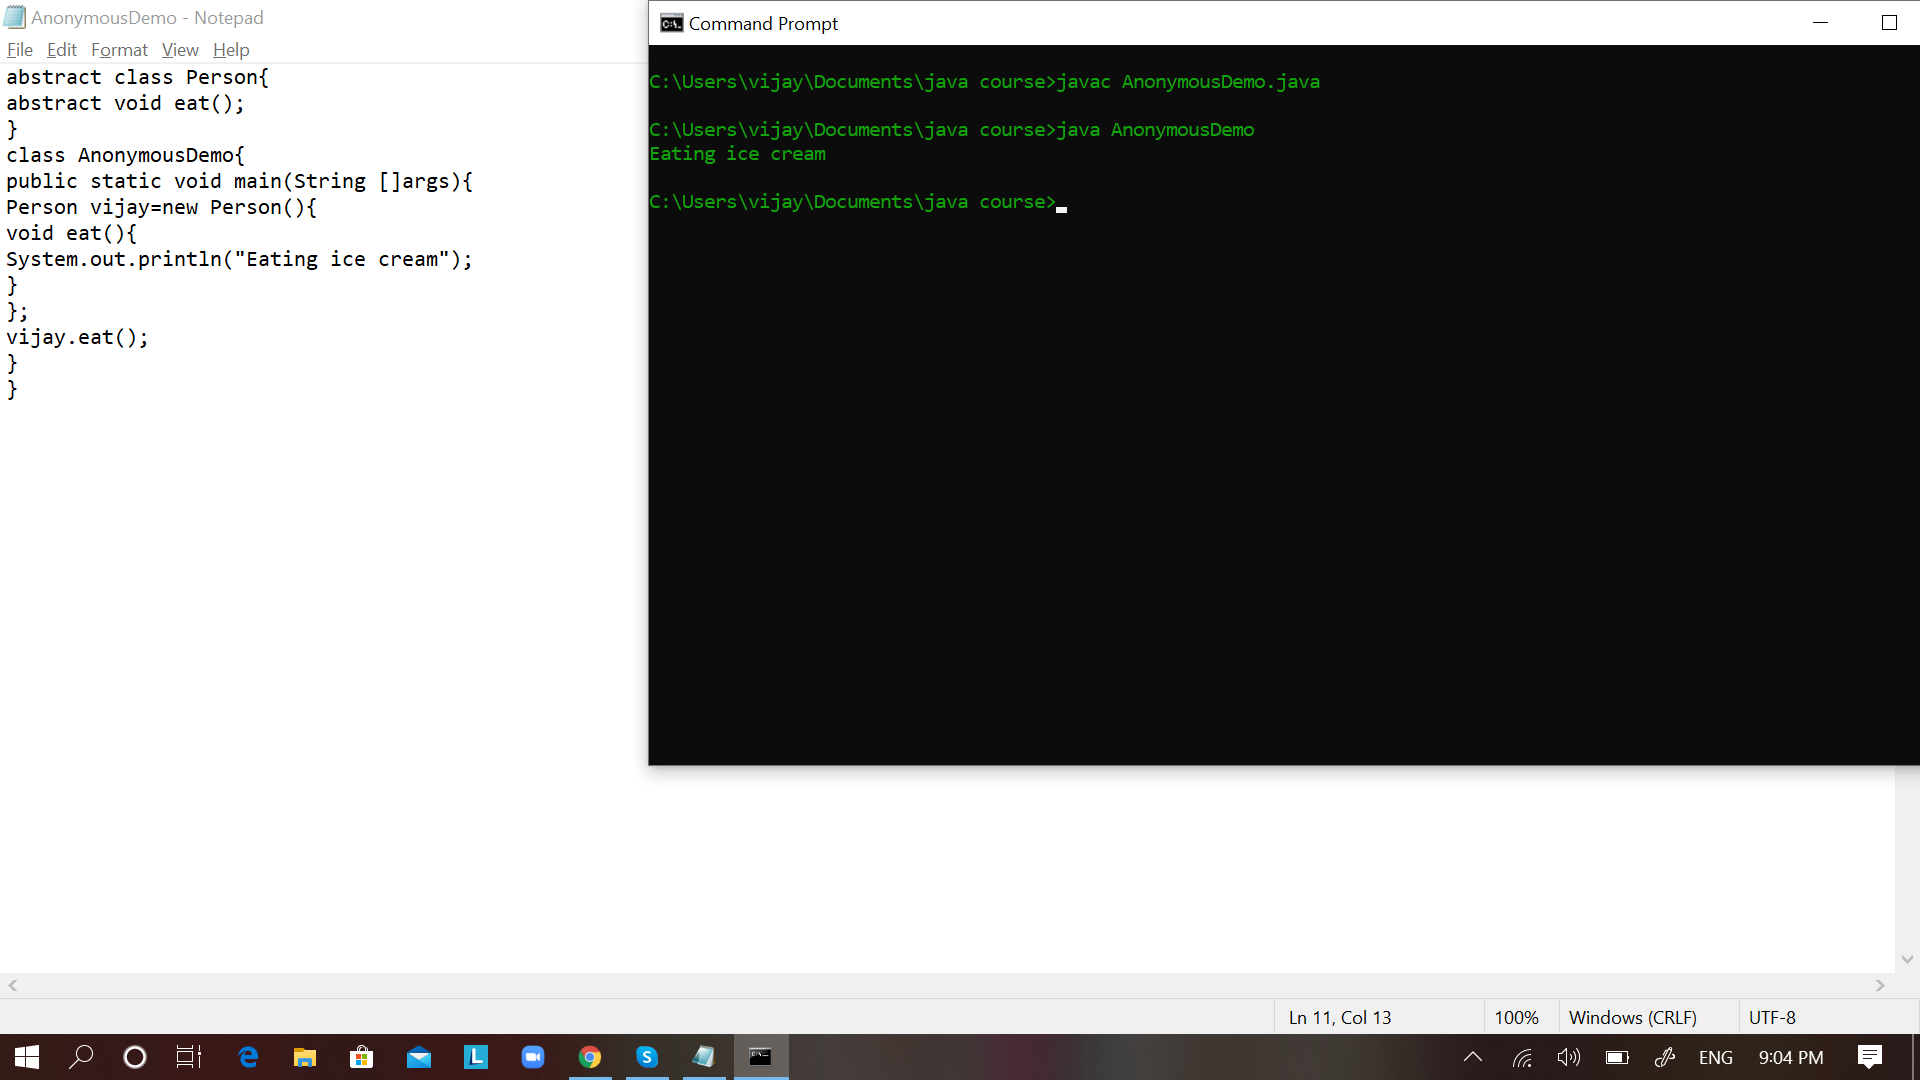 AnonymousDemo - Notepad
File Edit Format View Help
abstract class Person{
abstract void eat();
}
class AnonymousDemo{
public static void main(String []args){
Person vijay=new Person(){
void eat(){
System.out.println("Eating ice cream");
}
};
vijay.eat();
}
}
Command Prompt
C:\Users\vijay\Documents\java course>javac AnonymousDemo.java
C:\Users\vijay\Documents\java course>java AnonymousDemo
Eating ice cream
C:\Users\vijay\Documents\java course>
Ln 11, Col 13
100%
Windows (CRLF)
UTF-8
L
S
ENG
9:04 PM